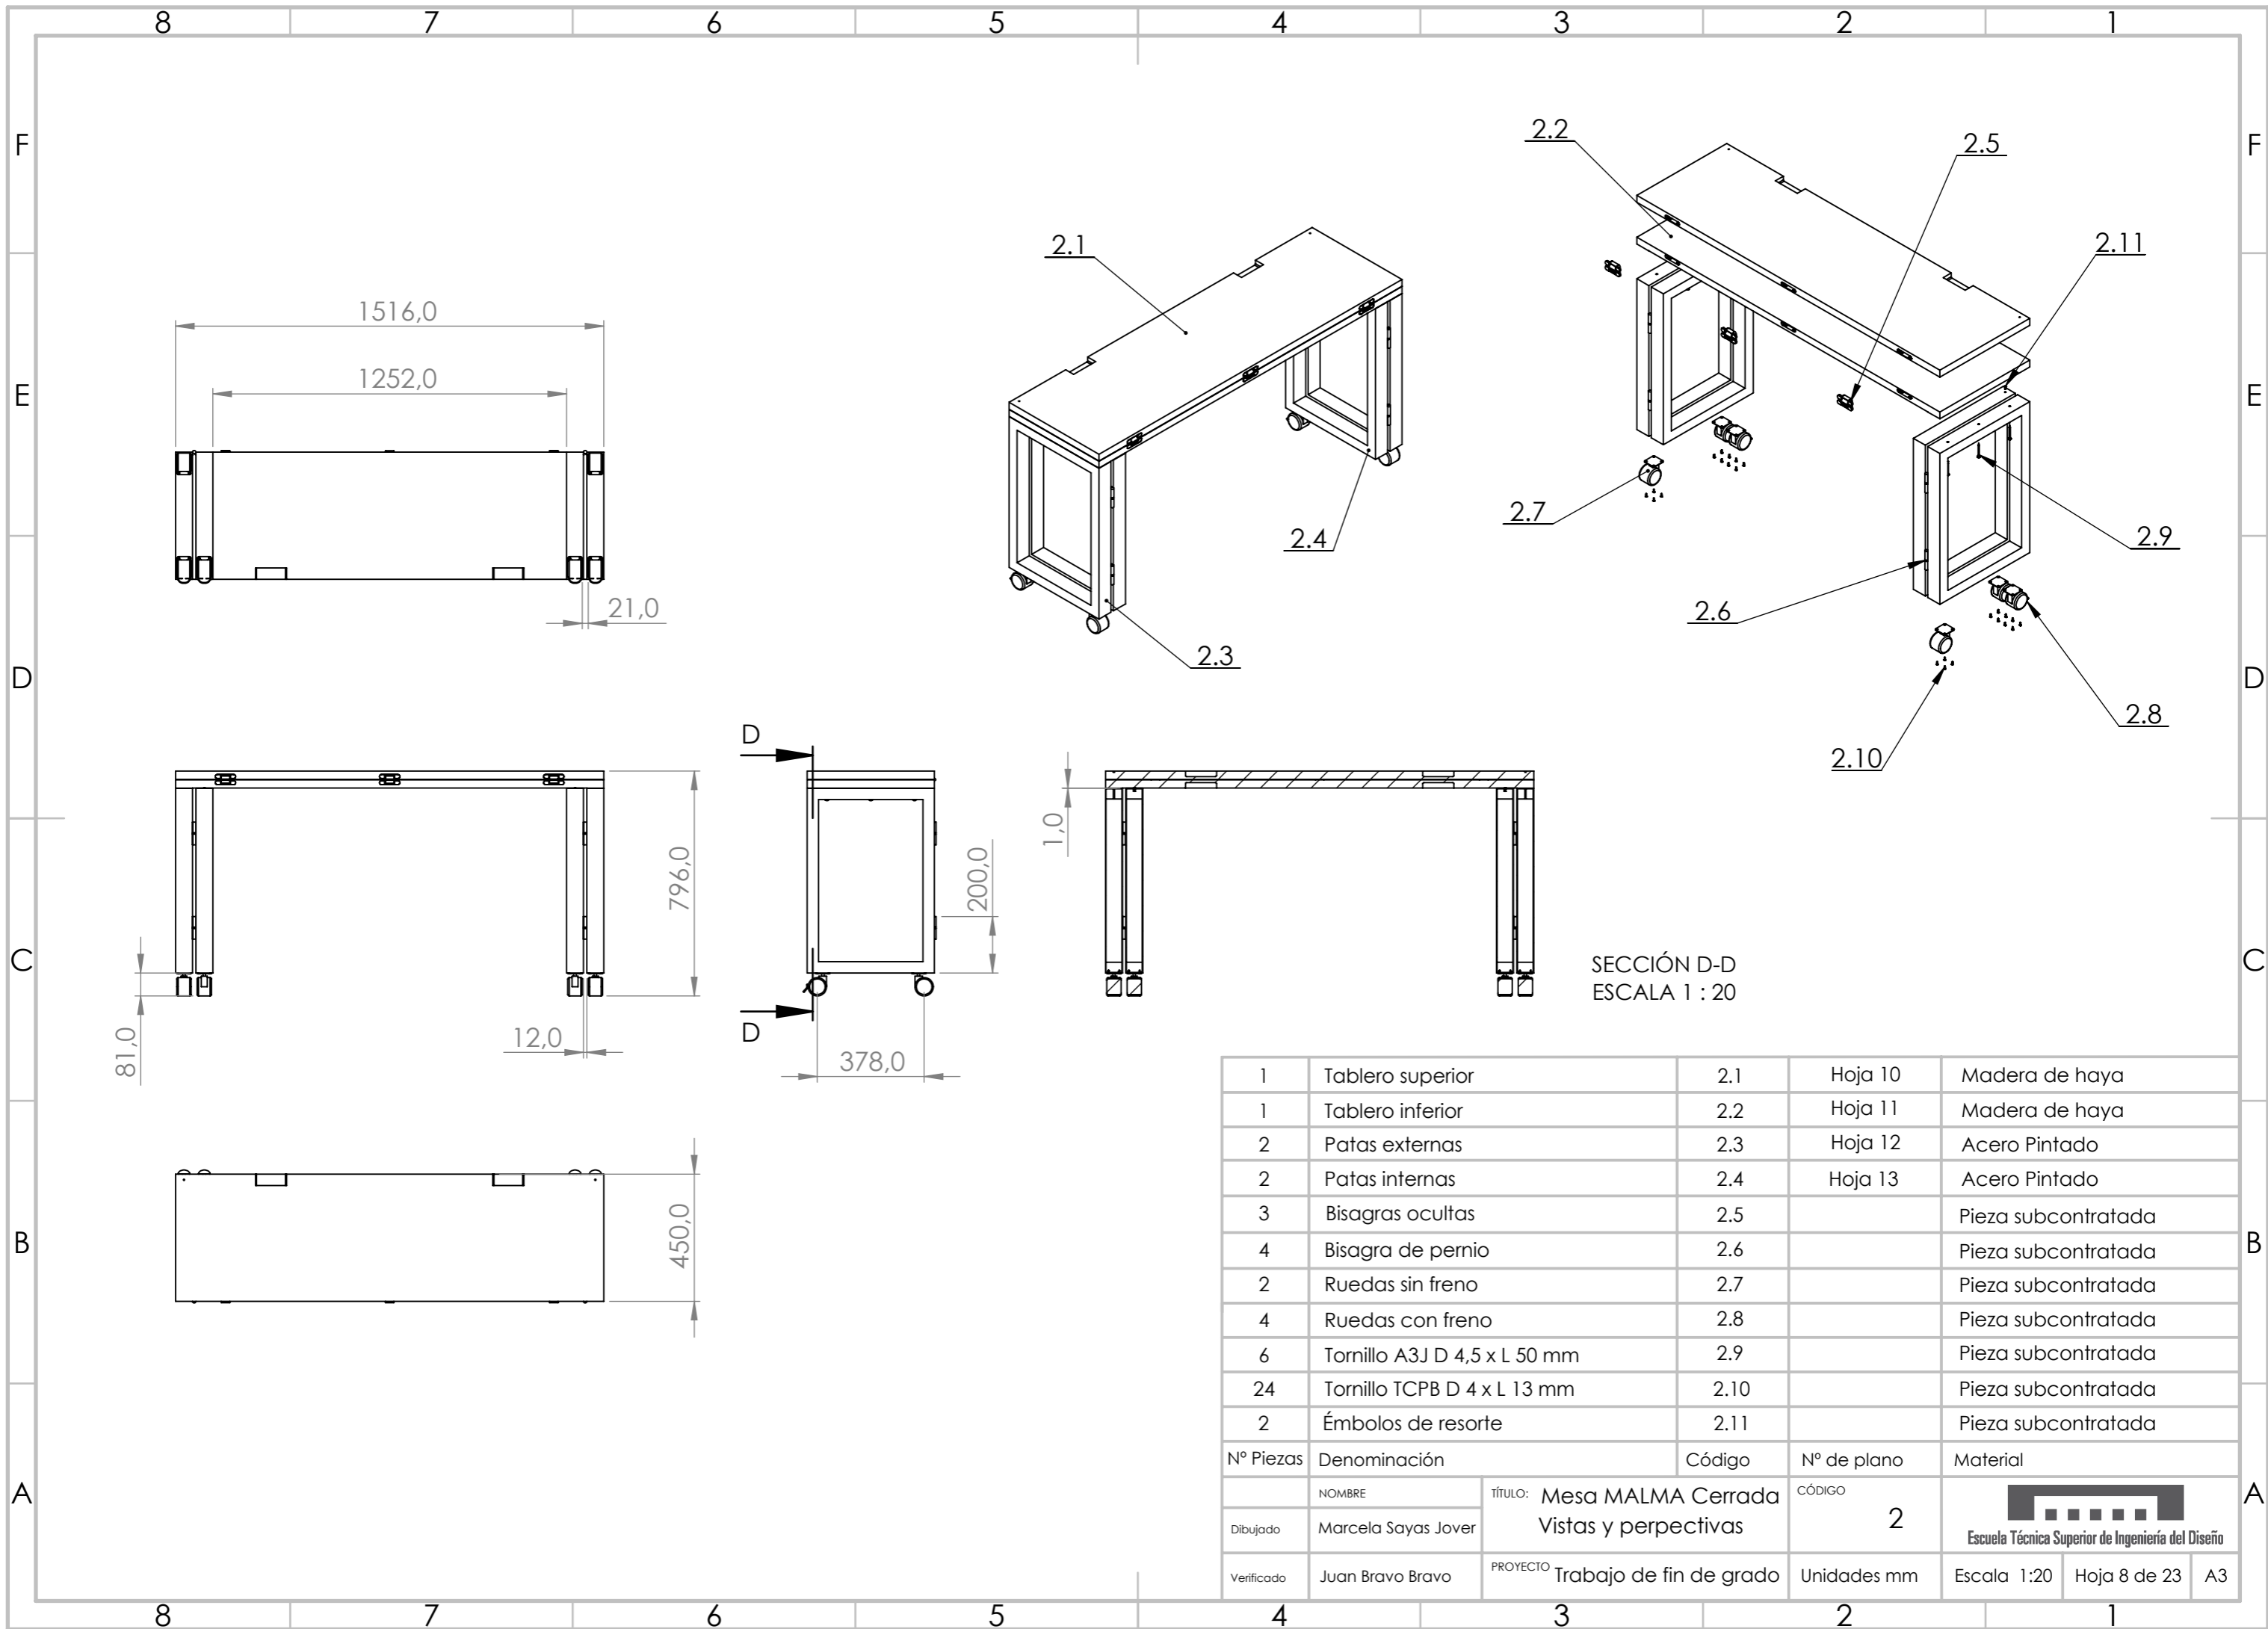 8 7 6 5 4 3 2 1
F F
E E
D D
C C
B B
A A
2.2
2.5
2.1
2.11
1516,0
1252,0
2.7
2.4
2.9
21,0
2.6
2.3
2.8
2.10
D
D
796,0
200,0
1,0
81,0
12,0
378,0
SECCIÓN D-D
ESCALA 1 : 20
450,0
1 Tablero superior 2.1 Hoja 10 Madera de haya
1 Tablero inferior 2.2 Hoja 11 Madera de haya
2 Patas externas 2.3 Hoja 12 Acero Pintado
2 Patas internas 2.4 Hoja 13 Acero Pintado
3 Bisagras ocultas 2.5 Pieza subcontratada
4 Bisagra de pernio 2.6 Pieza subcontratada
2 Ruedas sin freno 2.7 Pieza subcontratada
4 Ruedas con freno 2.8 Pieza subcontratada
6 Tornillo A3J D 4,5 x L 50 mm 2.9 Pieza subcontratada
24 Tornillo TCPB D 4 x L 13 mm 2.10 Pieza subcontratada
2 Émbolos de resorte 2.11 Pieza subcontratada
Nº Piezas Denominación Código Nº de plano Material
NOMBRE
TÍTULO: Mesa MALMA Cerrada
Vistas y perpectivas
CÓDIGO
2
Dibujado Marcela Sayas Jover
Escuela Técnica Superior de Ingeniería del Diseño
Verificado Juan Bravo Bravo PROYECTO Trabajo de fin de grado Unidades mm Escala 1:20 Hoja 8 de 23 A3
8 7 6 5 4 3 2 1